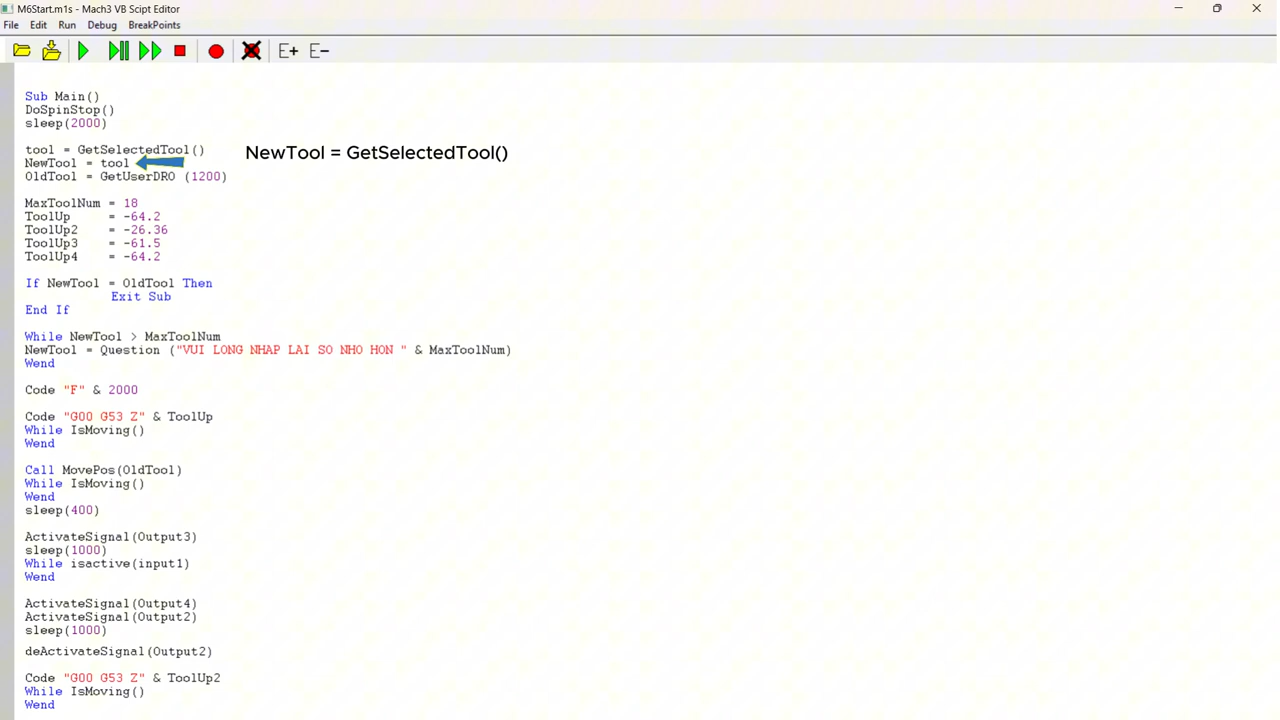 M6Start.m1s - Mach3 VB Scipt Editor
File Edit Run Debug BreakPoints
E+ E−
Sub Main()
DoSpinStop()
sleep(2000)
tool = GetSelectedTool()
NewTool = tool
NewTool = GetSelectedTool()
OldTool = GetUserDRO (1200)
MaxToolNum = 18
ToolUp = -64.2
ToolUp2 = -26.36
ToolUp3 = -61.5
ToolUp4 = -64.2
If NewTool = OldTool Then
Exit Sub
End If
While NewTool > MaxToolNum
NewTool = Question ("VUI LONG NHAP LAI SO NHO HON " & MaxToolNum)
Wend
Code "F" & 2000
Code "G00 G53 Z" & ToolUp
While IsMoving()
Wend
Call MovePos(OldTool)
While IsMoving()
Wend
sleep(400)
ActivateSignal(Output3)
sleep(1000)
While isactive(input1)
Wend
ActivateSignal(Output4)
ActivateSignal(Output2)
sleep(1000)
deActivateSignal(Output2)
Code "G00 G53 Z" & ToolUp2
While IsMoving()
Wend